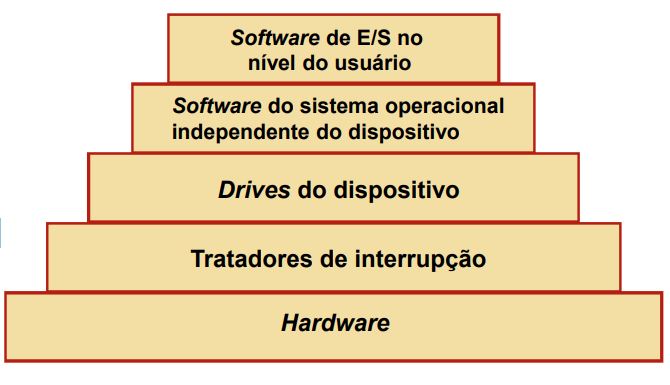 Software de E/S no
nível do usuário
Software do sistema operacional
independente do dispositivo
Drives do dispositivo
Tratadores de interrupção
Hardware